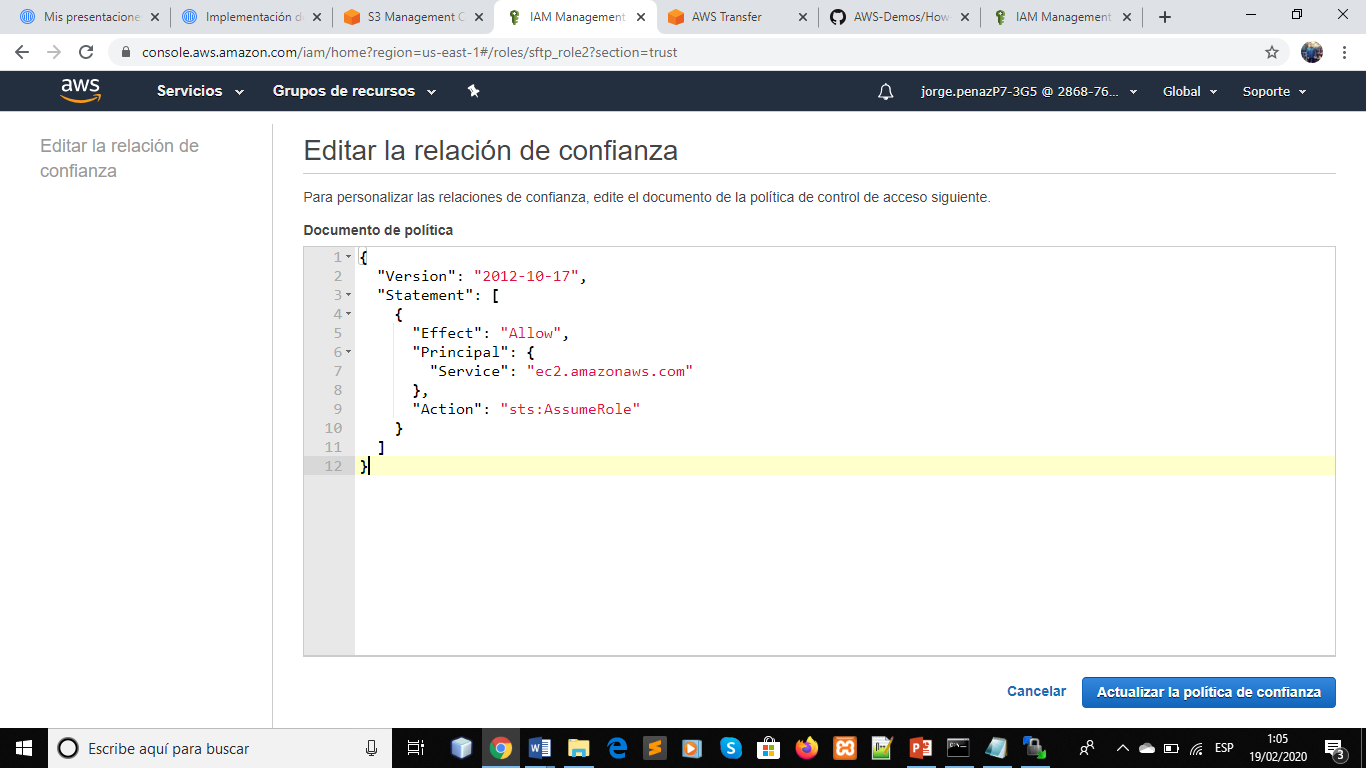 Mis presentacione
Implementación d
S3 Management C
IAM Management
AWS Transfer
AWS-Demos/How
IAM Management
console.aws.amazon.com/iam/home?region=us-east-1#/roles/sftp_role2?section=trust
aws
Servicios
Grupos de recursos
jorge.penazP7-3G5 @ 2868-76...
Global
Soporte
Editar la relación de
confianza
Editar la relación de confianza
Para personalizar las relaciones de confianza, edite el documento de la política de control de acceso siguiente.
Documento de política
1 {
2 "Version": "2012-10-17",
3 "Statement": [
4 {
5 "Effect": "Allow",
6 "Principal": {
7 "Service": "ec2.amazonaws.com"
8 },
9 "Action": "sts:AssumeRole"
10 }
11 ]
12 }
Cancelar
Actualizar la política de confianza
Escribe aquí para buscar
ESP
1:05
19/02/2020
3